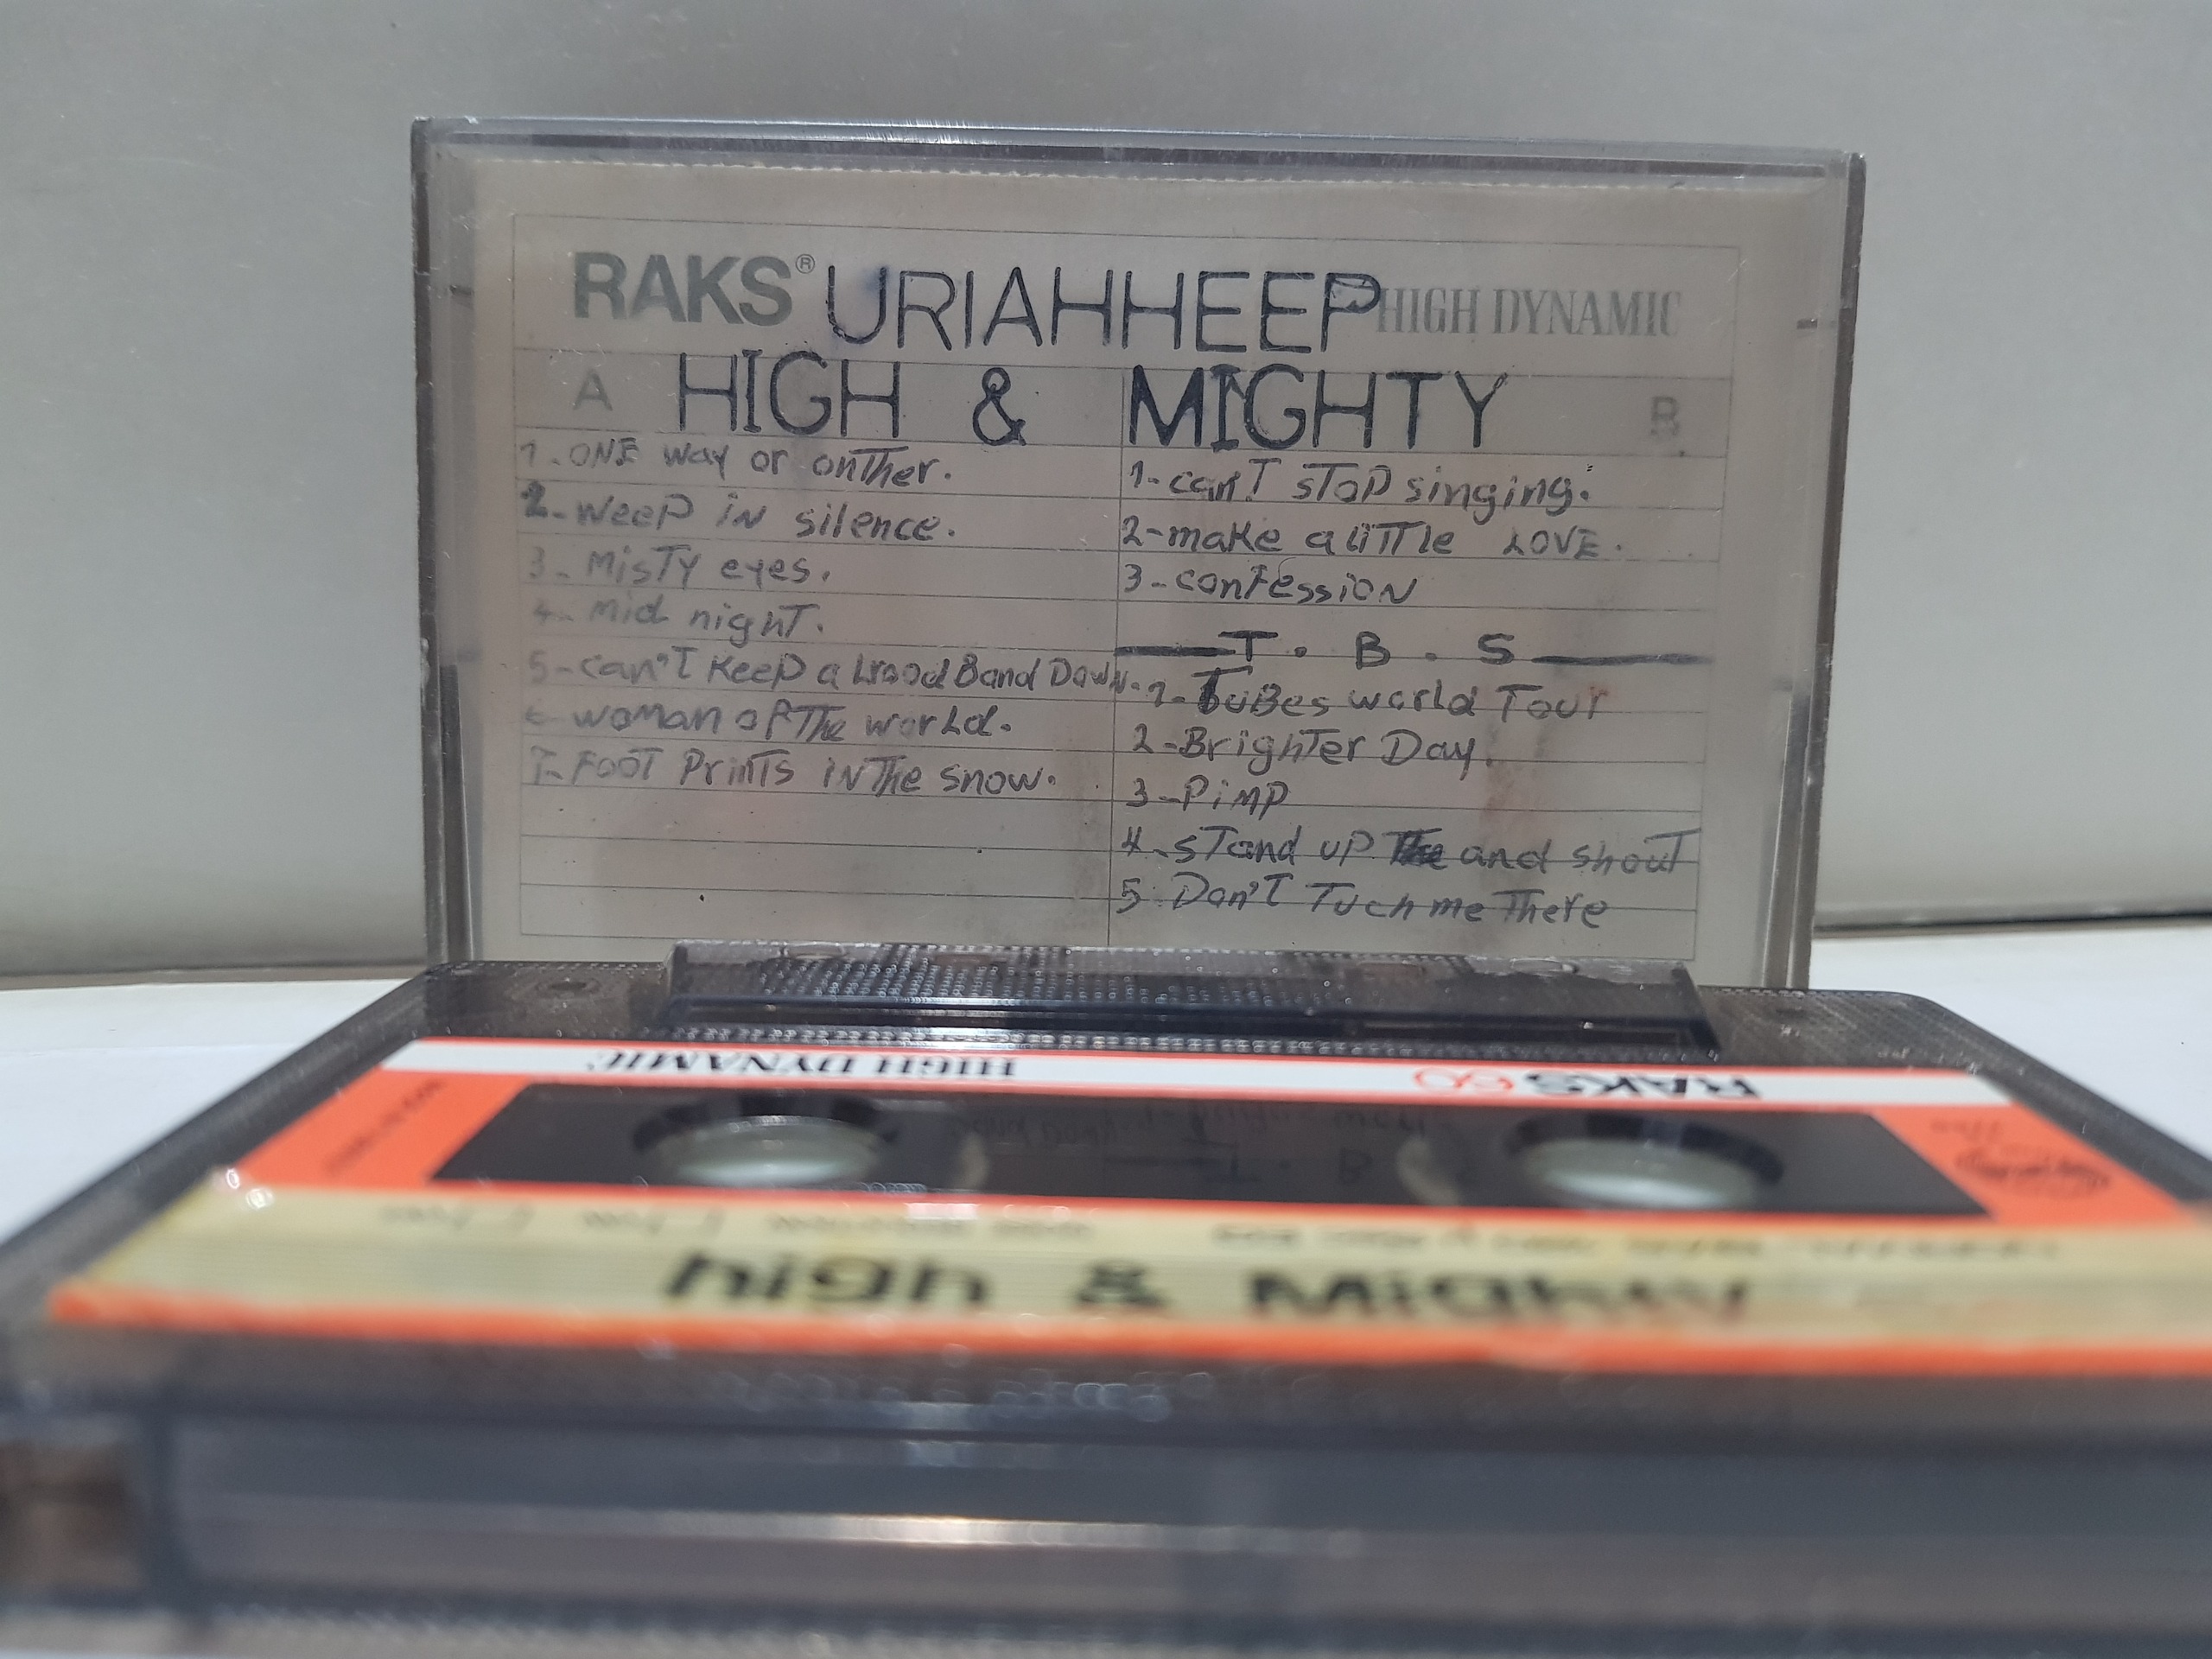 RAKS® URIAHHEEP HIGH DYNAMIC
A HIGH & MIGHTY B
1. ONE way or onther.
2- weep iN silence.
3- MisTy eyes.
4- Mid nighT.
5- can'T Keep a Good Band Down.
6- woman of The worLd.
7- FooT PrinTs iN The snow.
1- can'T sTop singing.
2- make a liTTle LOVE.
3- confession
T. B. S
1- TuBes world Tour
2- BrighTer Day.
3- Pimp
4- sTand up and shouT
5 Don'T Tuch me There
HIGH DYNAMIC
RAKS 60
high & Mighty